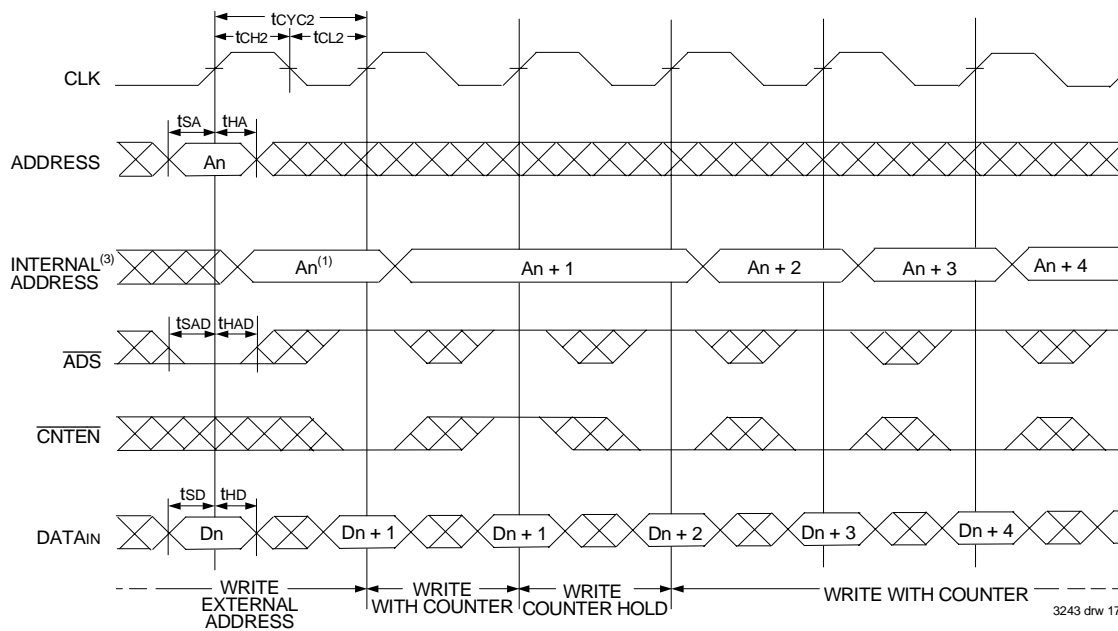 tCYC2
tCH2 tCL2
CLK
tSA tHA
ADDRESS An
INTERNAL(3) ADDRESS An(1) An + 1 An + 2 An + 3 An + 4
tSAD tHAD
ADS
CNTEN
tSD tHD
DATAIN Dn Dn + 1 Dn + 1 Dn + 2 Dn + 3 Dn + 4
WRITE EXTERNAL ADDRESS
WRITE WITH COUNTER
WRITE COUNTER HOLD
WRITE WITH COUNTER
3243 drw 17